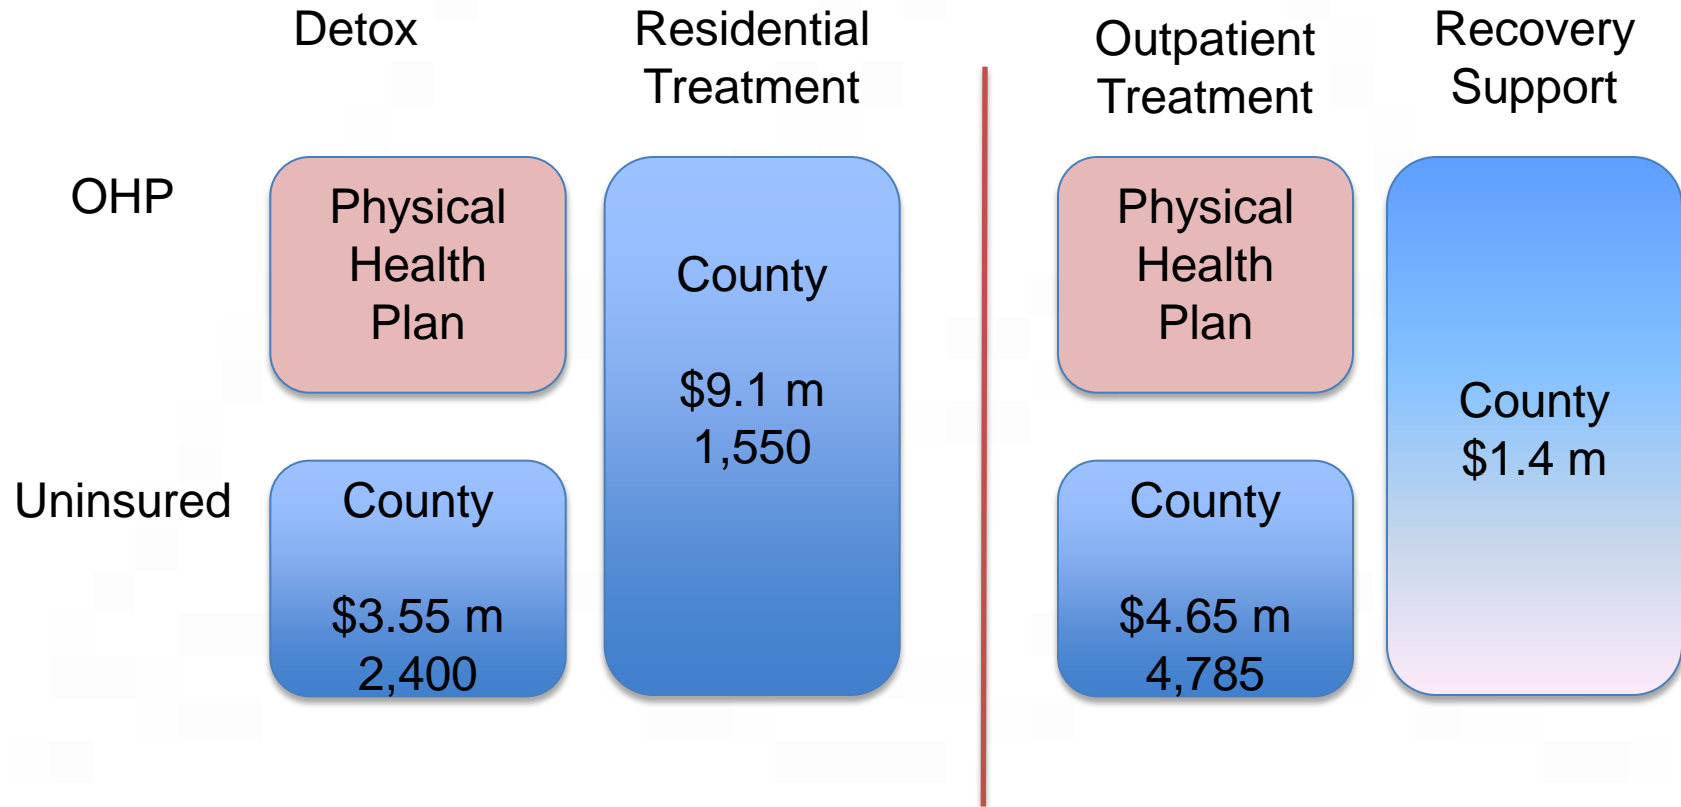 Detox
Residential
Treatment
Outpatient
Treatment
Recovery
Support
OHP
Physical
Health
Plan
County
$9.1 m
1,550
Physical
Health
Plan
County
$1.4 m
Uninsured
County
$3.55 m
2,400
County
$4.65 m
4,785